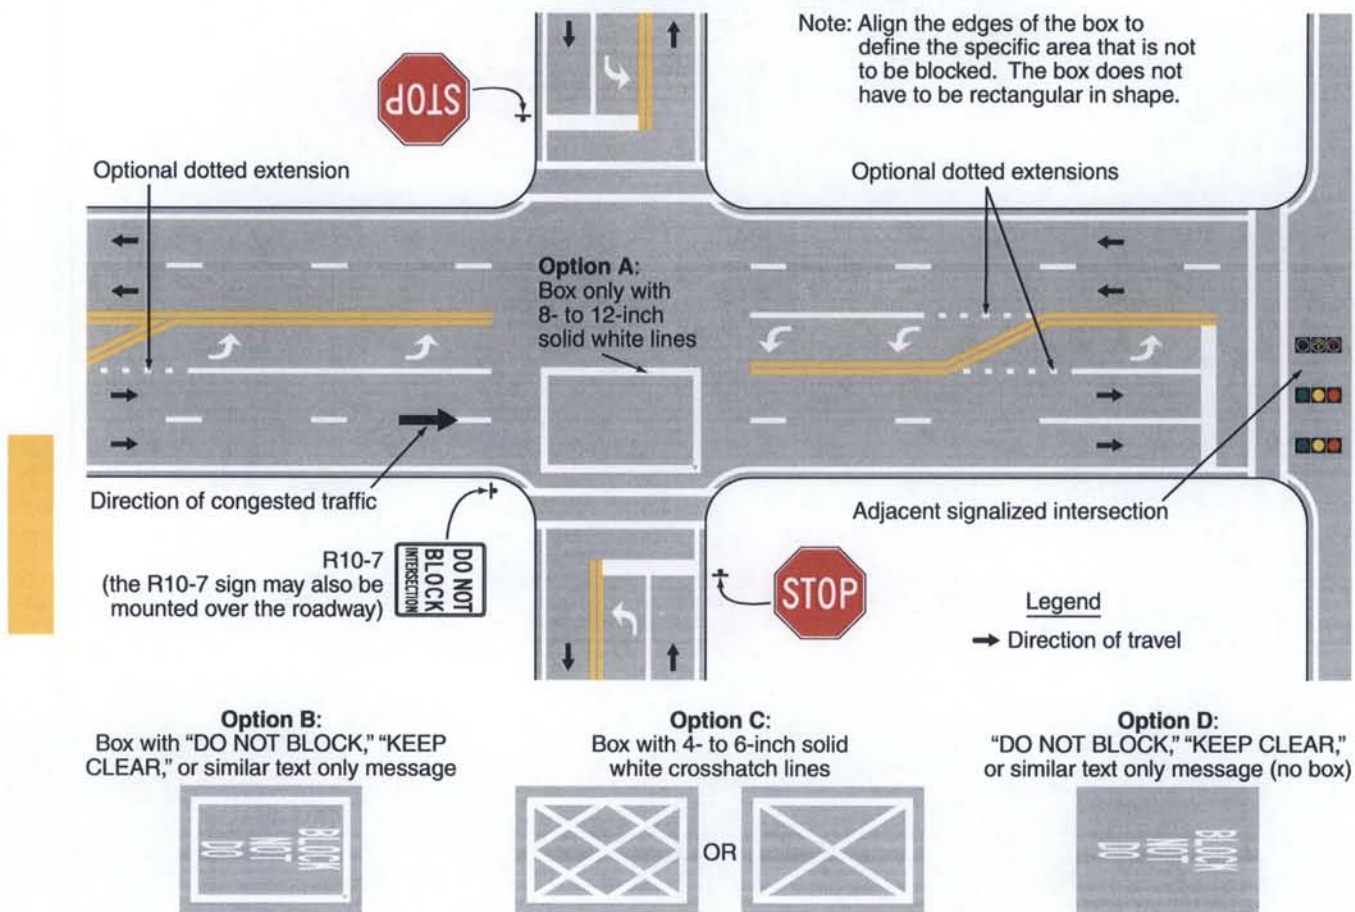 Note: Align the edges of the box to
define the specific area that is not
to be blocked. The box does not
have to be rectangular in shape.
STOP
Optional dotted extension
Optional dotted extensions
Option A:
Box only with
8- to 12-inch
solid white lines
Direction of congested traffic
Adjacent signalized intersection
R10-7
(the R10-7 sign may also be
mounted over the roadway)
DO NOT
BLOCK
INTERSECTION
STOP
Legend
Direction of travel
Option B:
Box with “DO NOT BLOCK,” “KEEP
CLEAR,” or similar text only message
BLOCK
NOT
DO
Option C:
Box with 4- to 6-inch solid
white crosshatch lines
OR
Option D:
“DO NOT BLOCK,” “KEEP CLEAR,”
or similar text only message (no box)
BLOCK
NOT
DO